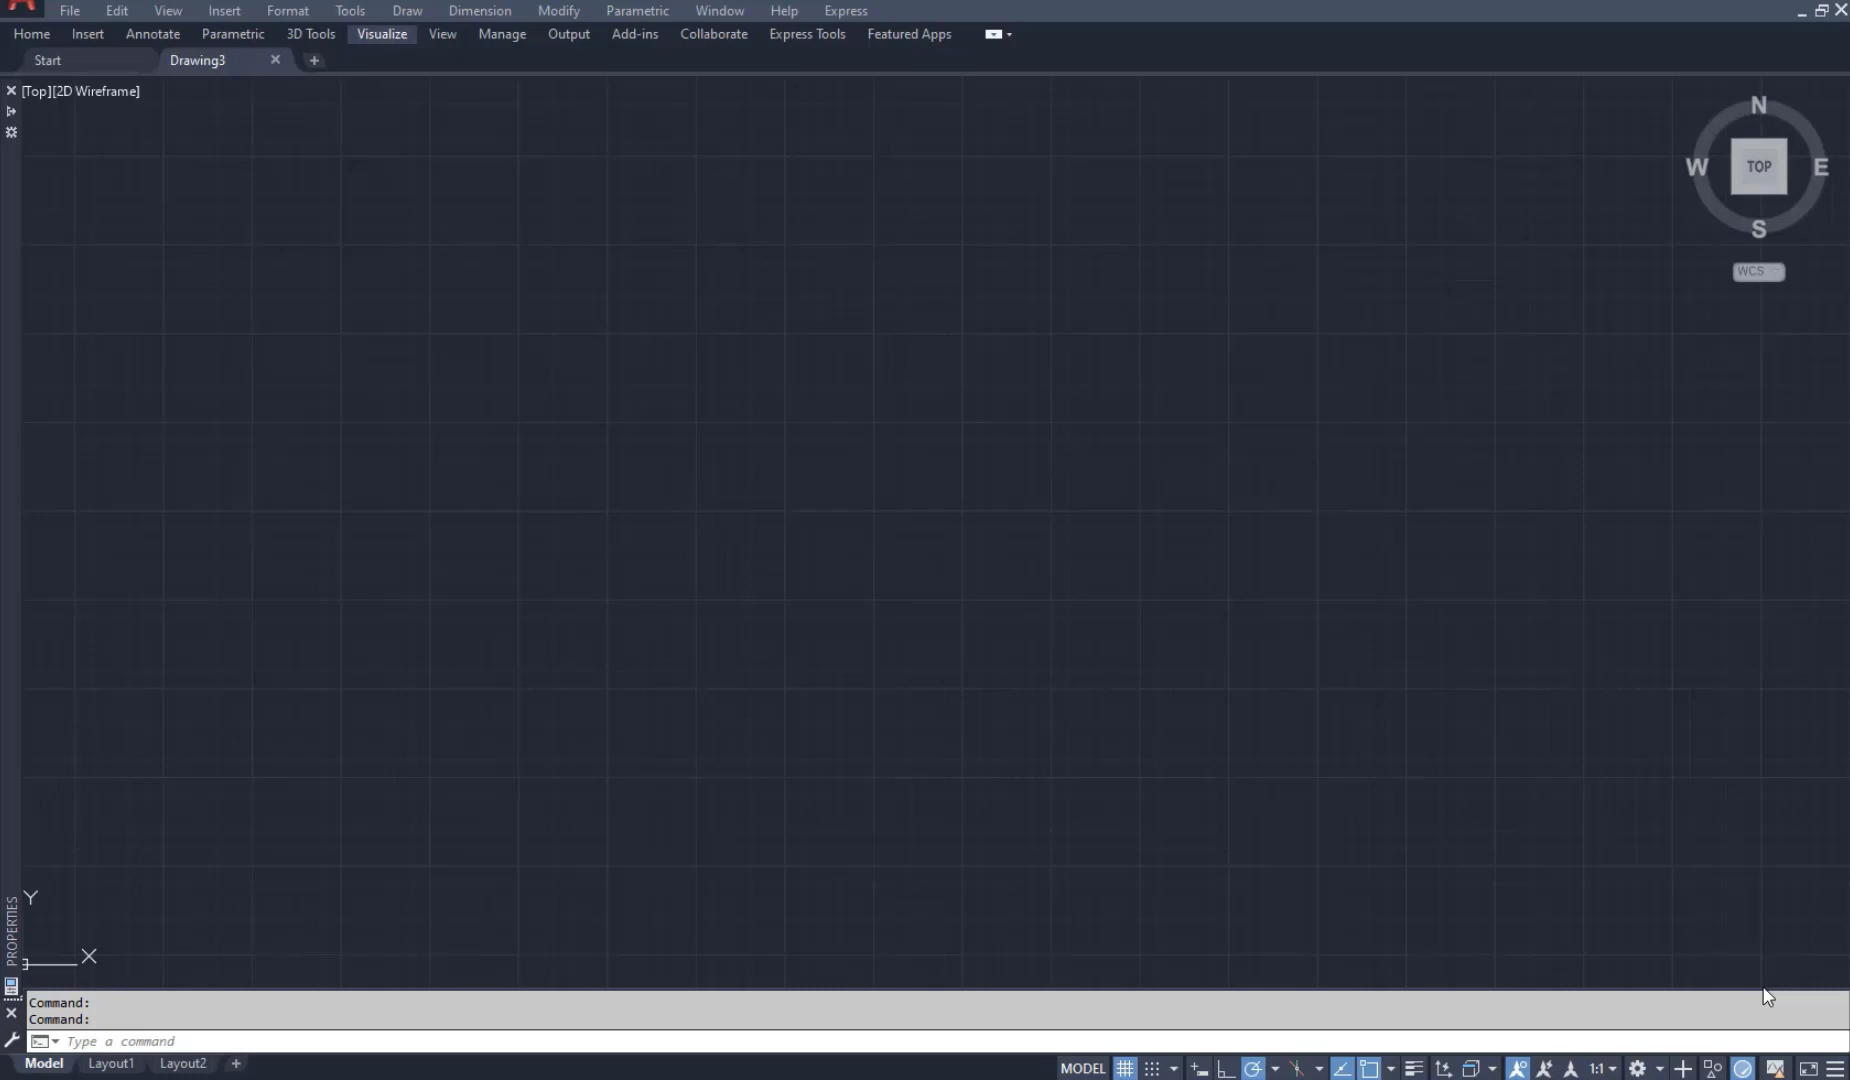 File Edit View Insert Format Tools Draw Dimension Modify Parametric Window Help Express
Home Insert Annotate Parametric 3D Tools Visualize View Manage Output Add-ins Collaborate Express Tools Featured Apps
Start Drawing3
[Top][2D Wireframe]
N
W TOP E
S
WCS
Y
X
PROPERTIES
Command:
Command:
Type a command
Model Layout1 Layout2
MODEL 1:1